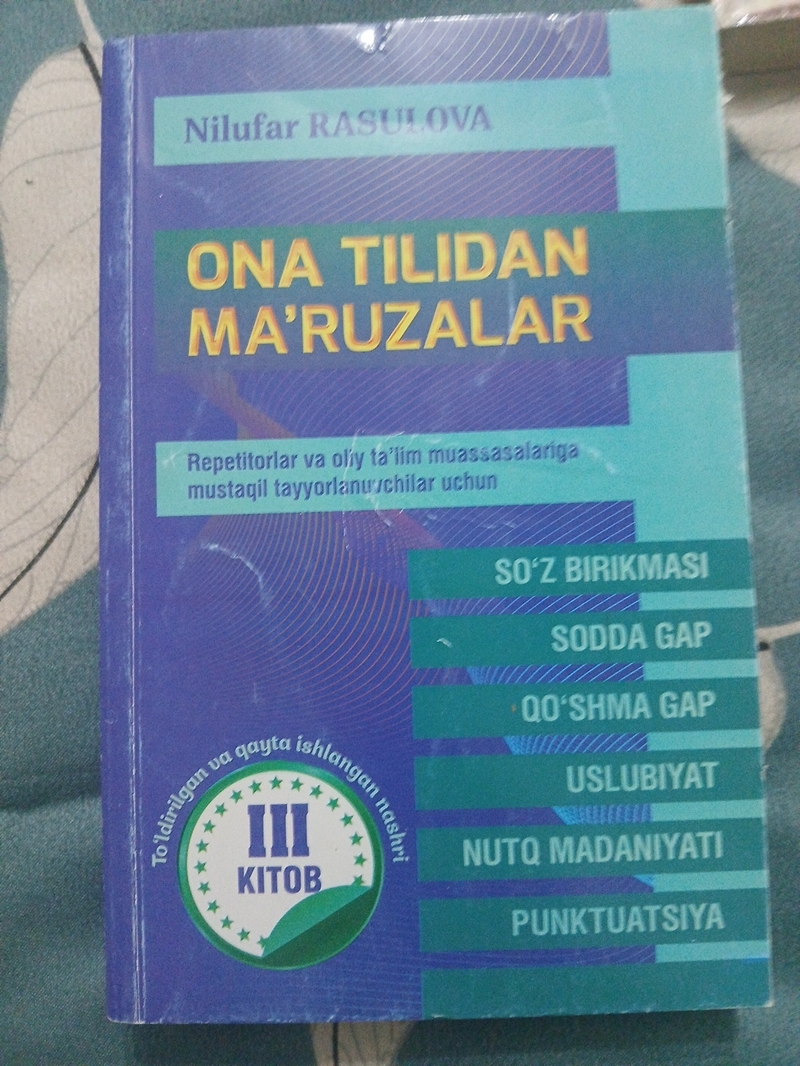 Nilufar RASULOVA
ONA TILIDAN
MA’RUZALAR
Repetitorlar va oliy ta’lim muassasalariga
mustaqil tayyorlanuvchilar uchun
SO‘Z BIRIKMASI
SODDA GAP
QO‘SHMA GAP
USLUBIYAT
NUTQ MADANIYATI
PUNKTUATSIYA
To‘ldirilgan va qayta ishlangan nashri
III
KITOB